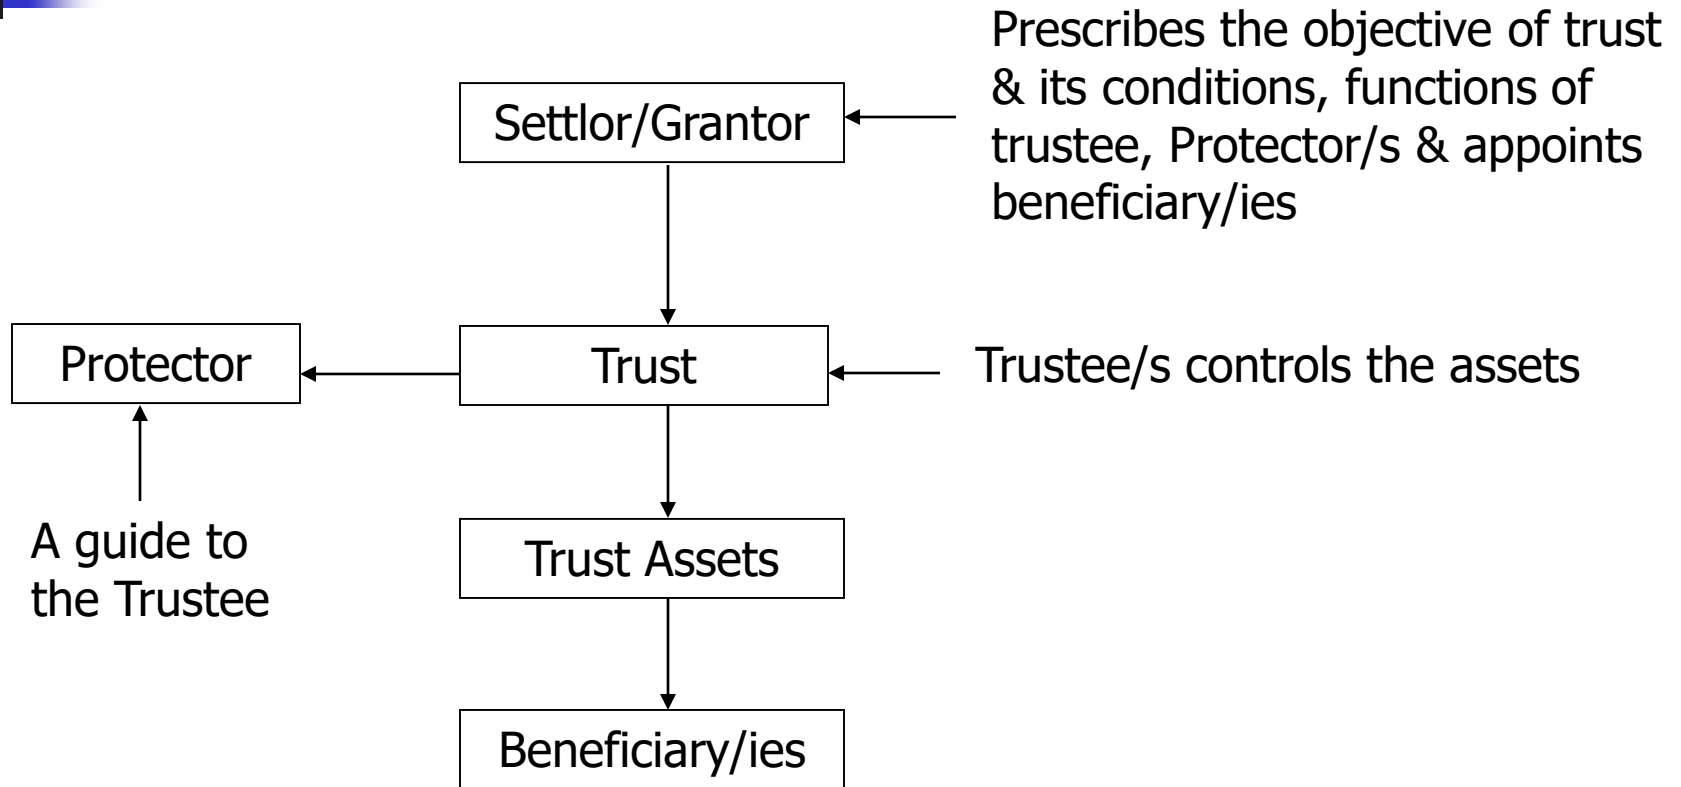 Prescribes the objective of trust
& its conditions, functions of
trustee, Protector/s & appoints
beneficiary/ies
Settlor/Grantor
Protector
Trust
Trustee/s controls the assets
A guide to
the Trustee
Trust Assets
Beneficiary/ies